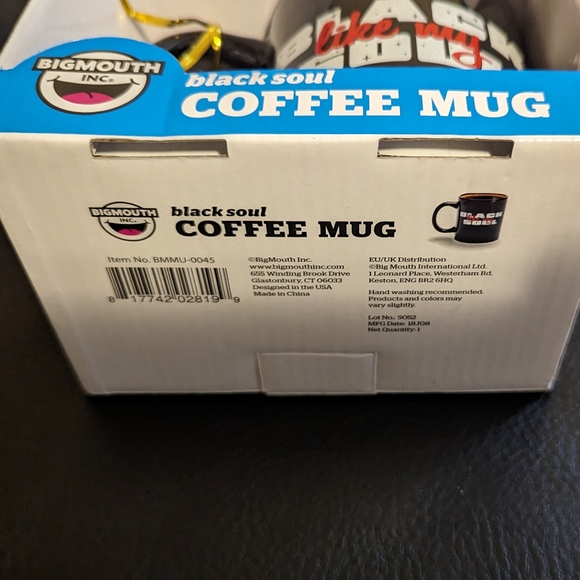 BLACK
like my
SOUL
BIGMOUTH
INC.®
black soul
COFFEE MUG
BIGMOUTH
INC.
black soul
COFFEE MUG
BLACK
SOUL
Item No. BMMU-0045
8 17742 02819 9
©BigMouth Inc.
www.bigmouthinc.com
655 Winding Brook Drive
Glastonbury, CT 06033
Designed in the USA
Made in China
EU/UK Distribution
©Big Mouth International Ltd.
1 Leonard Place, Westerham Rd.
Keston, ENG BR2 6HQ
Hand washing recommended.
Products and colors may
vary slightly.
Lot No.: 5052
MFG Date: 18J08
Net Quantity: 1